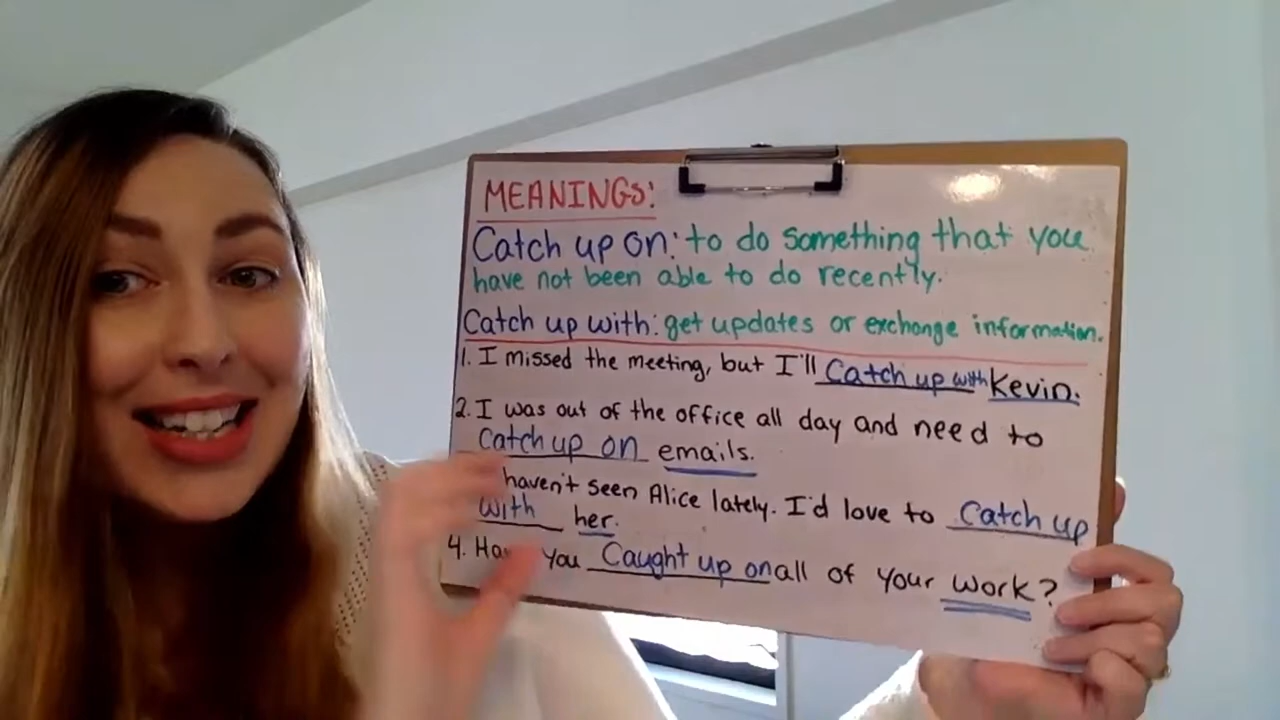 MEANINGS:
Catch up on: to do something that you
have not been able to do recently.
Catch up with: get updates or exchange information.
1. I missed the meeting, but I'll Catch up with Kevin.
2. I was out of the office all day and need to
Catch up on emails.
haven't seen Alice lately. I'd love to Catch up
with her.
4. you Caught up on all of your work?